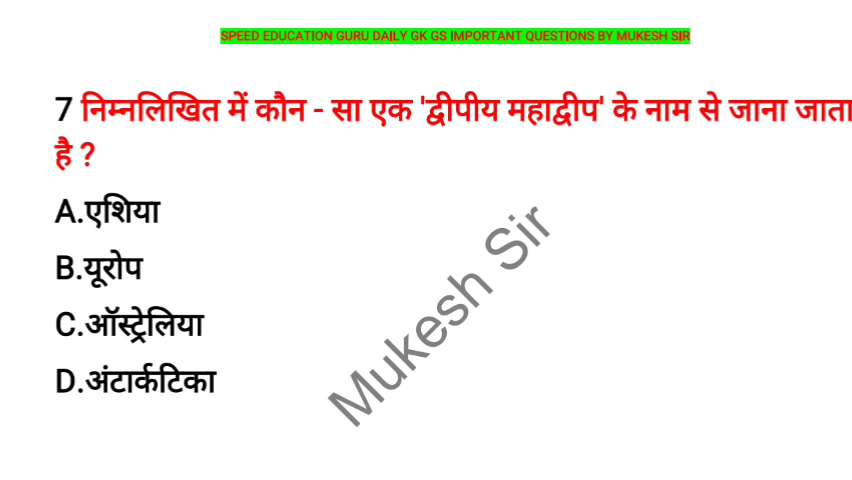 SPEED EDUCATION GURU DAILY GK GS IMPORTANT QUESTIONS BY MUKESH SIR
7 निम्नलिखित में कौन - सा एक 'द्वीपीय महाद्वीप' के नाम से जाना जाता
है ?
A.एशिया
B.यूरोप
C.ऑस्ट्रेलिया
D.अंटार्कटिका
Mukesh Sir